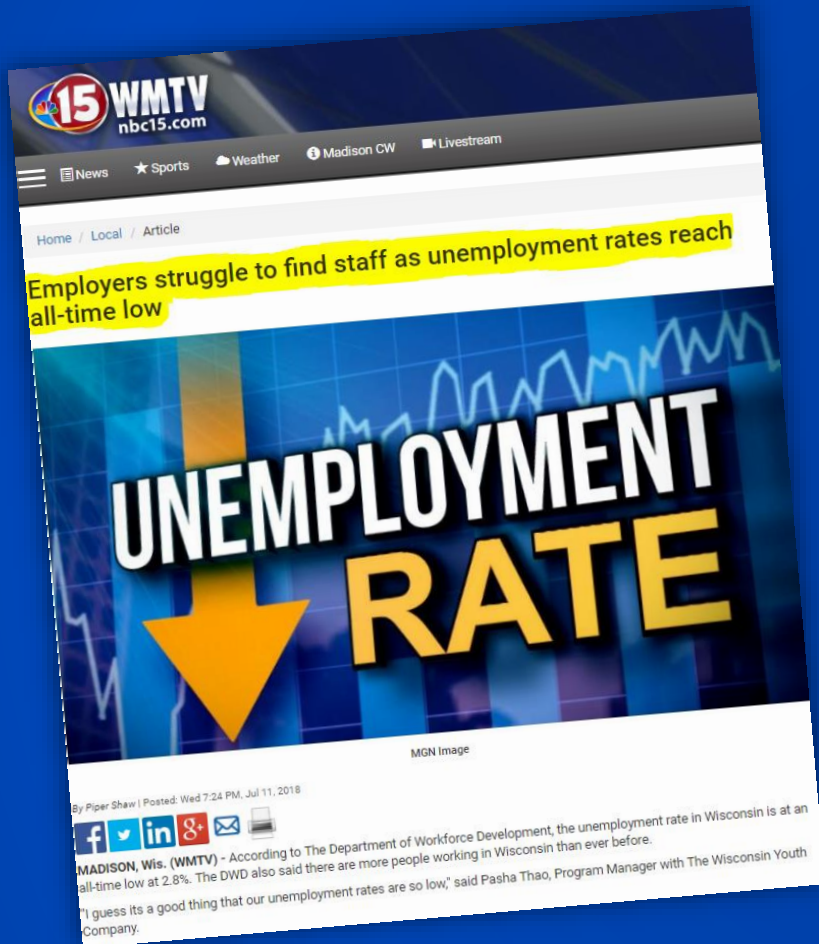 15 WMTV
nbc15.com
News Sports Weather Madison CW Livestream
Home / Local / Article
Employers struggle to find staff as unemployment rates reach
all-time low
UNEMPLOYMENT
RATE
MGN Image
By Piper Shaw | Posted: Wed 7:24 PM, Jul 11, 2018
f in g+
MADISON, Wis. (WMTV) - According to The Department of Workforce Development, the unemployment rate in Wisconsin is at an
all-time low at 2.8%. The DWD also said there are more people working in Wisconsin than ever before.
"I guess its a good thing that our unemployment rates are so low," said Pasha Thao, Program Manager with The Wisconsin Youth
Company.